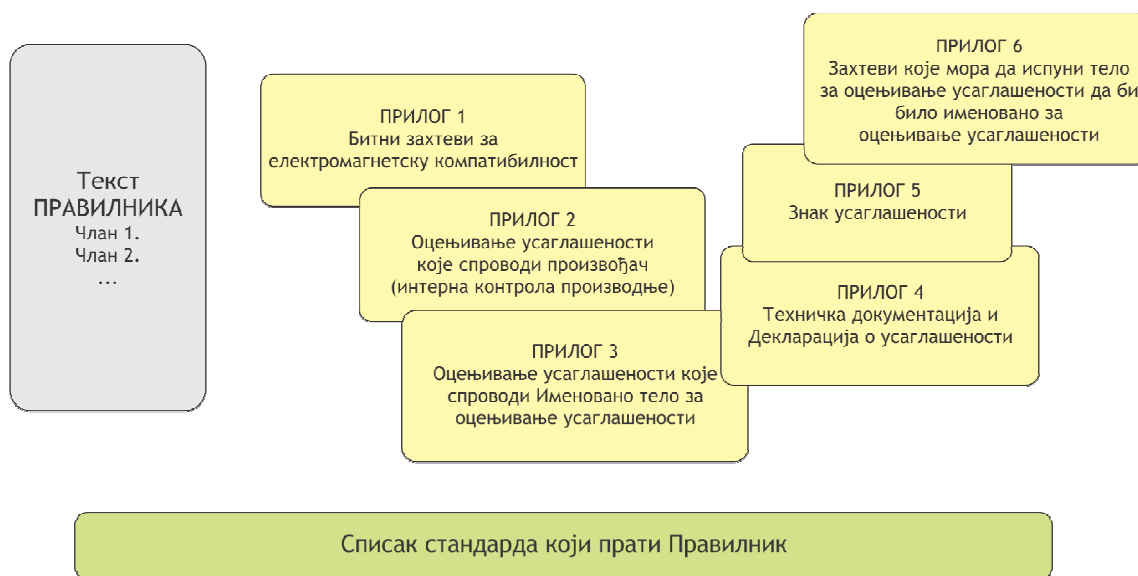 Текст
ПРАВИЛНИКА
Члан 1.
Члан 2.
...
ПРИЛОГ 1
Битни захтеви за
електромагнетску компатибилност
ПРИЛОГ 2
Оцењивање усаглашености
које спроводи произвођач
(интерна контрола производње)
ПРИЛОГ 3
Оцењивање усаглашености које
спроводи Именовано тело за
оцењивање усаглашености
ПРИЛОГ 4
Техничка документација и
Декларација о усаглашености
ПРИЛОГ 5
Знак усаглашености
ПРИЛОГ 6
Захтеви које мора да испуни тело
за оцењивање усаглашености да би
било именовано за
оцењивање усаглашености
Списак стандарда који прати Правилник